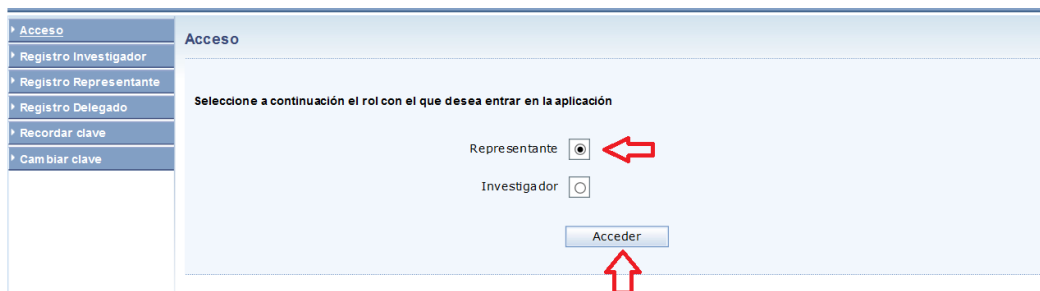 Acceso
Registro Investigador
Registro Representante
Registro Delegado
Recordar clave
Cambiar clave
Acceso
Seleccione a continuación el rol con el que desea entrar en la aplicación
Representante
Investigador
Acceder